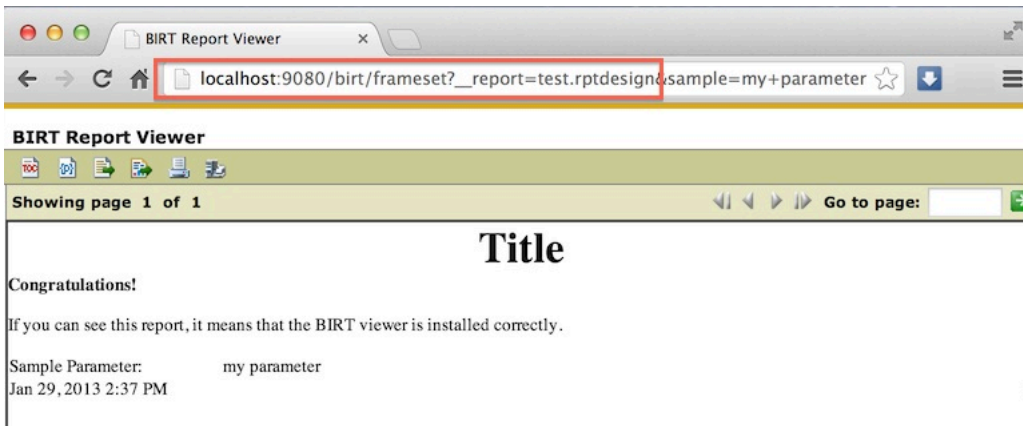 BIRT Report Viewer
localhost:9080/birt/frameset?__report=test.rptdesign&sample=my+parameter
BIRT Report Viewer
TOC
Showing page 1 of 1 Go to page:
Title
Congratulations!
If you can see this report, it means that the BIRT viewer is installed correctly.
Sample Parameter: my parameter
Jan 29, 2013 2:37 PM